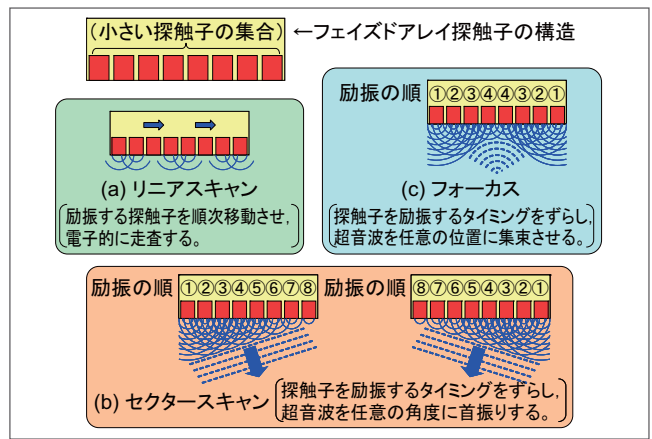 (小さい探触子の集合)
←フェイズドアレイ探触子の構造
(a) リニアスキャン
励振する探触子を順次移動させ,
電子的に走査する。
励振の順 ①②③④④③②①
(c) フォーカス
探触子を励振するタイミングをずらし,
超音波を任意の位置に集束させる。
励振の順 ①②③④⑤⑥⑦⑧
励振の順 ⑧⑦⑥⑤④③②①
(b) セクタースキャン
探触子を励振するタイミングをずらし,
超音波を任意の角度に首振りする。